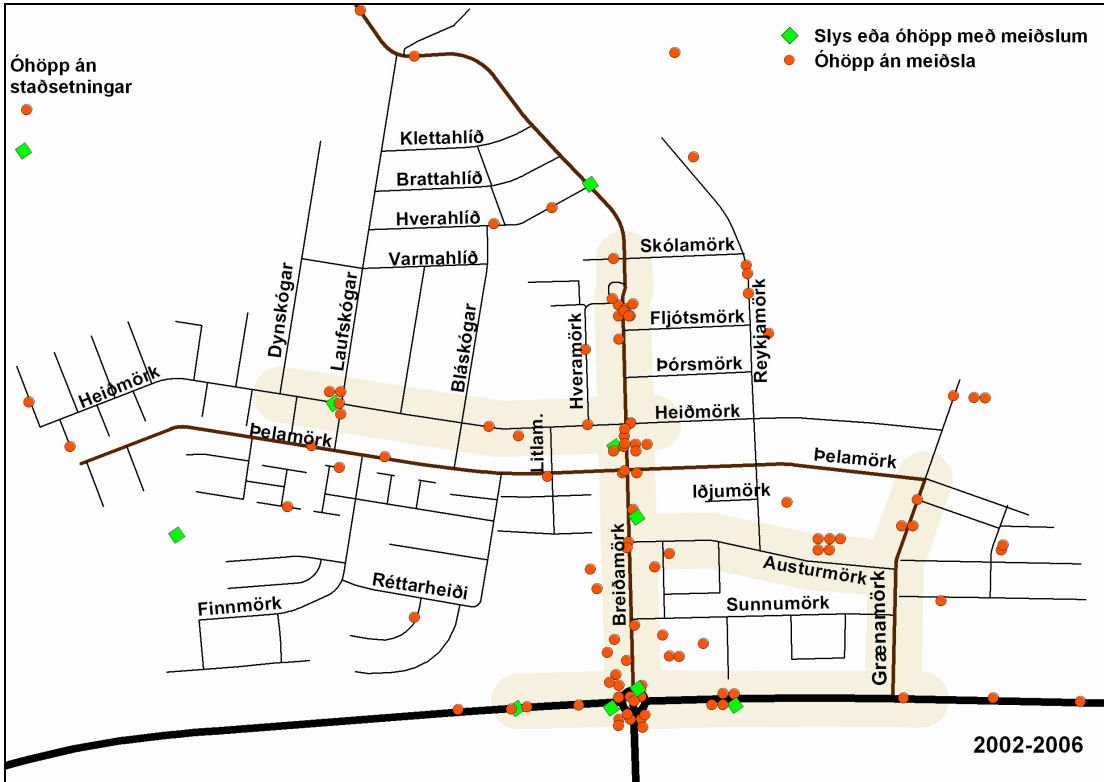 Slys eða óhöpp með meiðslum
Óhöpp án meiðsla
Óhöpp án
staðsetningar
Klettahlíð
Brattahlíð
Hverahlíð
Varmahlíð
Skólamörk
Dynskógar
Laufskógar
Bláskógar
Hveramörk
Fljótsmörk
Reykjamörk
Þórsmörk
Heiðmörk
Heiðmörk
Þelamörk
Litlam.
Þelamörk
Iðjumörk
Breiðamörk
Austurmörk
Réttarheiði
Finnmörk
Sunnumörk
Grænamörk
2002-2006